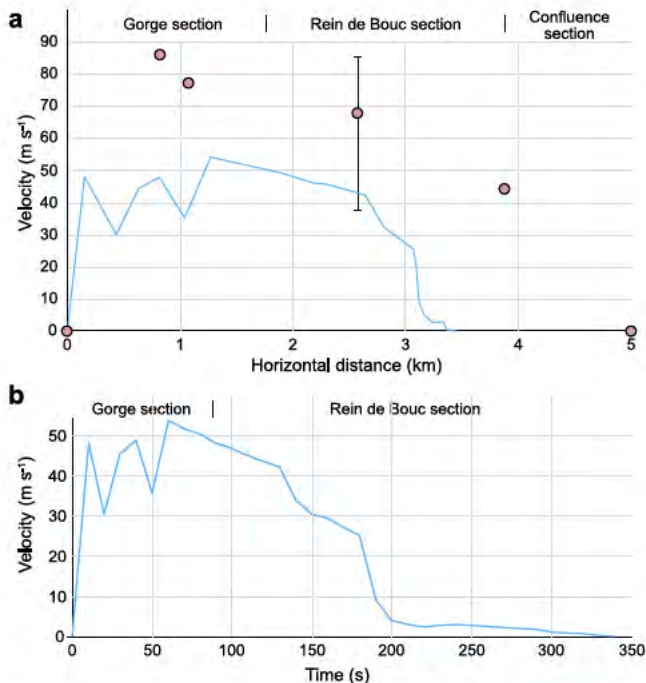 a
Gorge section
Rein de Bouc section
Confluence
section
90
80
70
60
50
40
30
20
10
0
Velocity (m s⁻¹)
0 1 2 3 4 5
Horizontal distance (km)
b
Gorge section
Rein de Bouc section
50
40
30
20
10
0
Velocity (m s⁻¹)
0 50 100 150 200 250 300 350
Time (s)